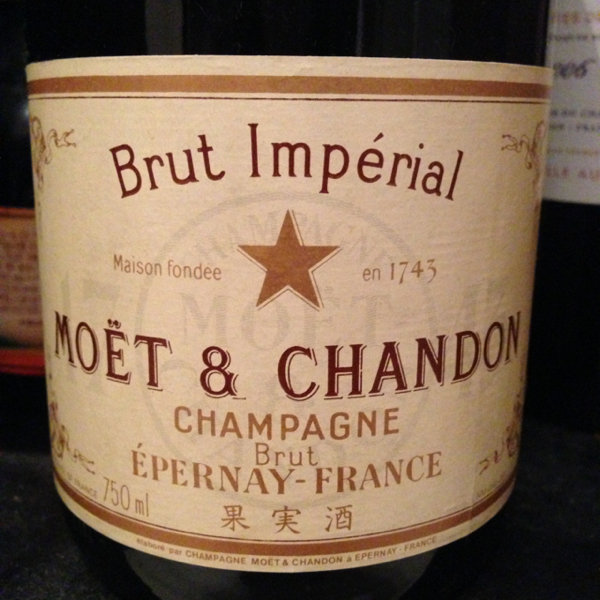 Brut Impérial
Maison fondee en 1743
MOËT & CHANDON
CHAMPAGNE
Brut
ÉPERNAY-FRANCE
750 ml
果実酒
elaboré par CHAMPAGNE MOËT & CHANDON à EPERNAY - FRANCE